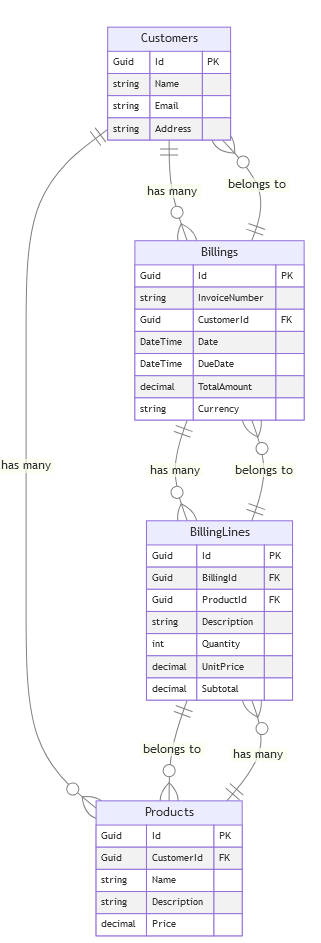 Customers
Guid Id PK
string Name
string Email
string Address
has many
belongs to
Billings
Guid Id PK
string InvoiceNumber
Guid CustomerId FK
DateTime Date
DateTime DueDate
decimal TotalAmount
string Currency
has many
has many
belongs to
BillingLines
Guid Id PK
Guid BillingId FK
Guid ProductId FK
string Description
int Quantity
decimal UnitPrice
decimal Subtotal
belongs to
has many
Products
Guid Id PK
Guid CustomerId FK
string Name
string Description
decimal Price